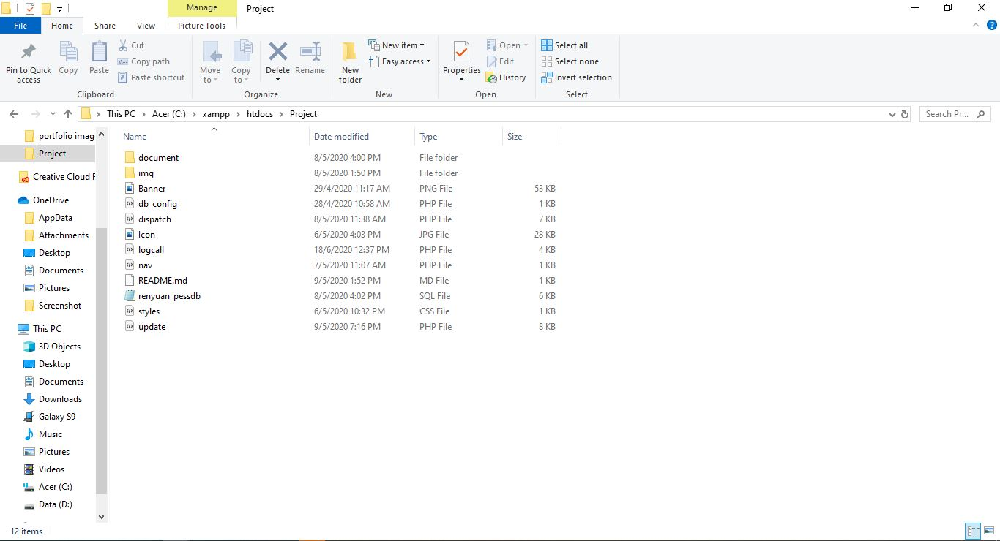 Manage
Project
File Home Share View Picture Tools
Pin to Quick access
Copy
Paste
Cut
Copy path
Paste shortcut
Clipboard
Move to
Copy to
Delete
Rename
Organize
New folder
New item
Easy access
New
Properties
Open
Edit
History
Open
Select all
Select none
Invert selection
Select
This PC > Acer (C:) > xampp > htdocs > Project
Search Pr...
portfolio imag
Project
Creative Cloud F
OneDrive
AppData
Attachments
Desktop
Documents
Pictures
Screenshot
This PC
3D Objects
Desktop
Documents
Downloads
Galaxy S9
Music
Pictures
Videos
Acer (C:)
Data (D:)
Name Date modified Type Size
document 8/5/2020 4:00 PM File folder
img 8/5/2020 1:50 PM File folder
Banner 29/4/2020 11:17 AM PNG File 53 KB
db_config 28/4/2020 10:58 AM PHP File 1 KB
dispatch 8/5/2020 11:38 AM PHP File 7 KB
Icon 6/5/2020 4:03 PM JPG File 28 KB
logcall 18/6/2020 12:37 PM PHP File 4 KB
nav 7/5/2020 11:07 AM PHP File 1 KB
README.md 9/5/2020 1:52 PM MD File 1 KB
renyuan_pessdb 8/5/2020 4:02 PM SQL File 6 KB
styles 6/5/2020 10:32 PM CSS File 1 KB
update 9/5/2020 7:16 PM PHP File 8 KB
12 items